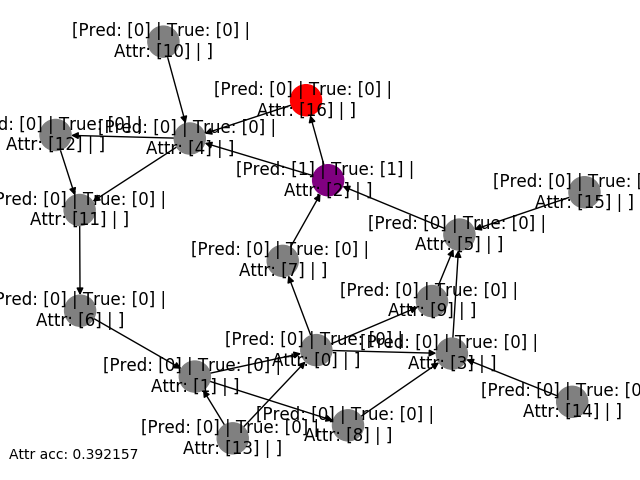 [Pred: [0] | True: [0] |
Attr: [10] | ]
[Pred: [0] | True: [0] |
Attr: [16] | ]
d: [0] | True: [0] |
Attr: [12] | ]
[Pred: [0] | True: [0] |
Attr: [4] | ]
[Pred: [1] | True: [1] |
Attr: [2] | ]
[Pred: [0] | True: [
Attr: [15] | ]
Pred: [0] | True: [0] |
Attr: [11] | ]
[Pred: [0] | True: [0] |
Attr: [5] | ]
[Pred: [0] | True: [0] |
Attr: [7] | ]
[Pred: [0] | True: [0] |
Attr: [9] | ]
Pred: [0] | True: [0] |
Attr: [6] | ]
[Pred: [0] | True: [0] |
Attr: [0] | ]
[Pred: [0] | True: [0] |
Attr: [3] | ]
[Pred: [0] | True: [0] |
Attr: [1] | ]
[Pred: [0] | True: [0
Attr: [14] | ]
[Pred: [0] | True: [0] |
Attr: [8] | ]
[Pred: [0] | True: [0] |
Attr: [13] | ]
Attr acc: 0.392157